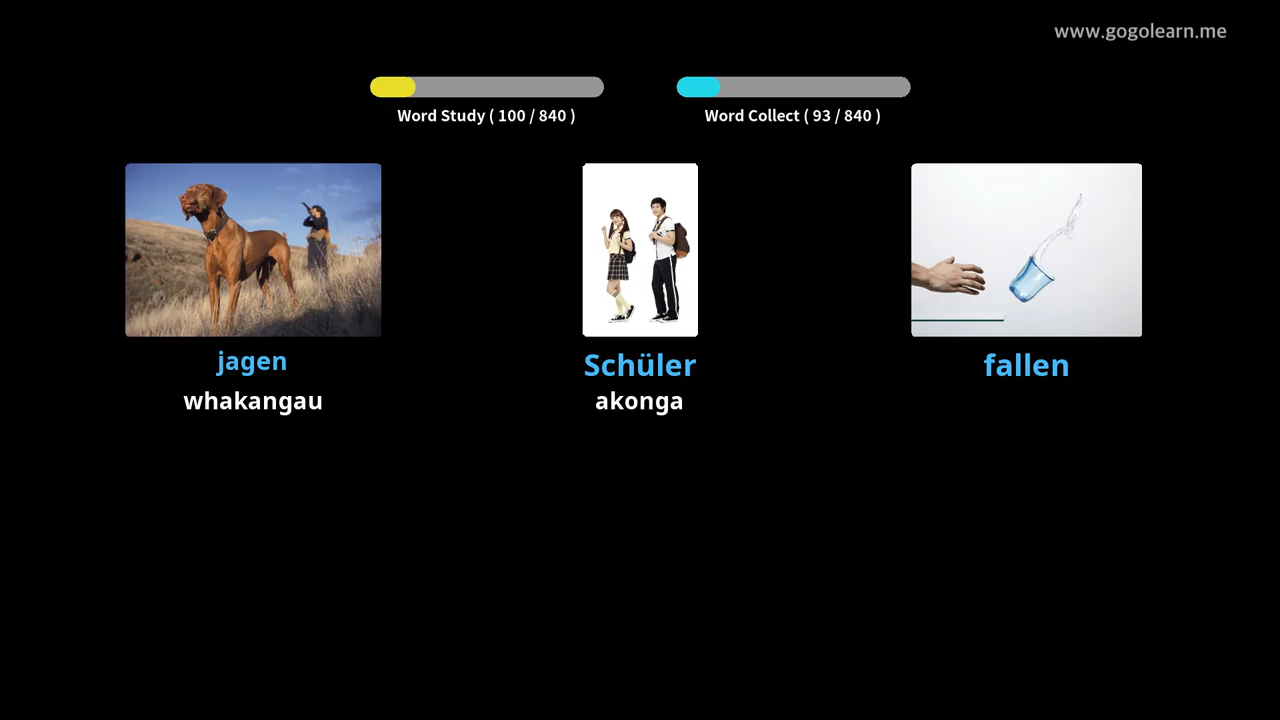 www.gogolearn.me
Word Study ( 100 / 840 )
Word Collect ( 93 / 840 )
jagen
whakangau
Schüler
akonga
fallen